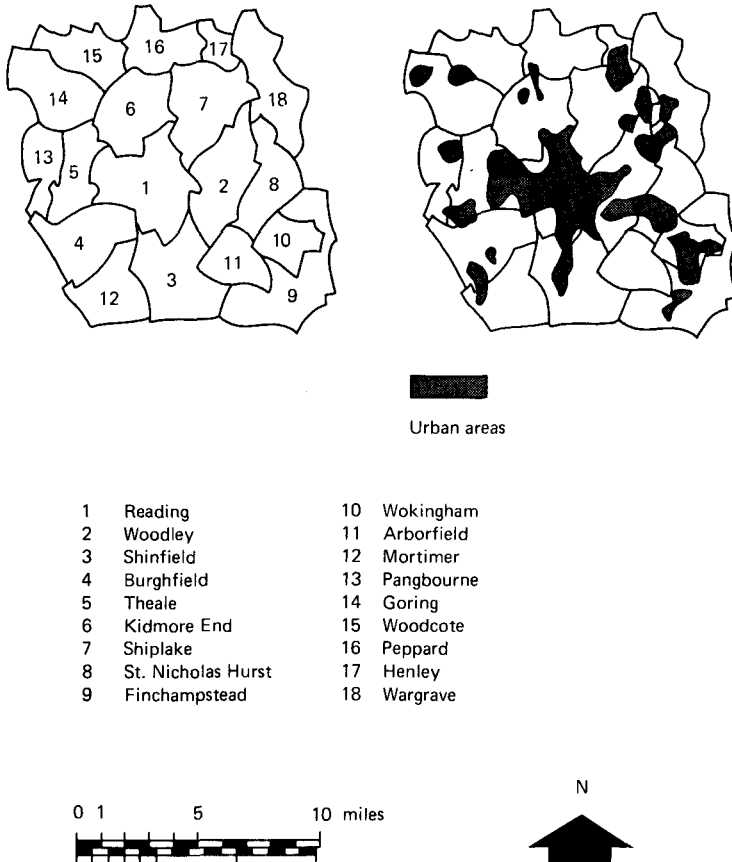 15
16
17
14
6
7
18
13
5
1
2
8
4
3
11
10
12
9
Urban areas
1 Reading
2 Woodley
3 Shinfield
4 Burghfield
5 Theale
6 Kidmore End
7 Shiplake
8 St. Nicholas Hurst
9 Finchampstead
10 Wokingham
11 Arborfield
12 Mortimer
13 Pangbourne
14 Goring
15 Woodcote
16 Peppard
17 Henley
18 Wargrave
0 1 5 10 miles
N